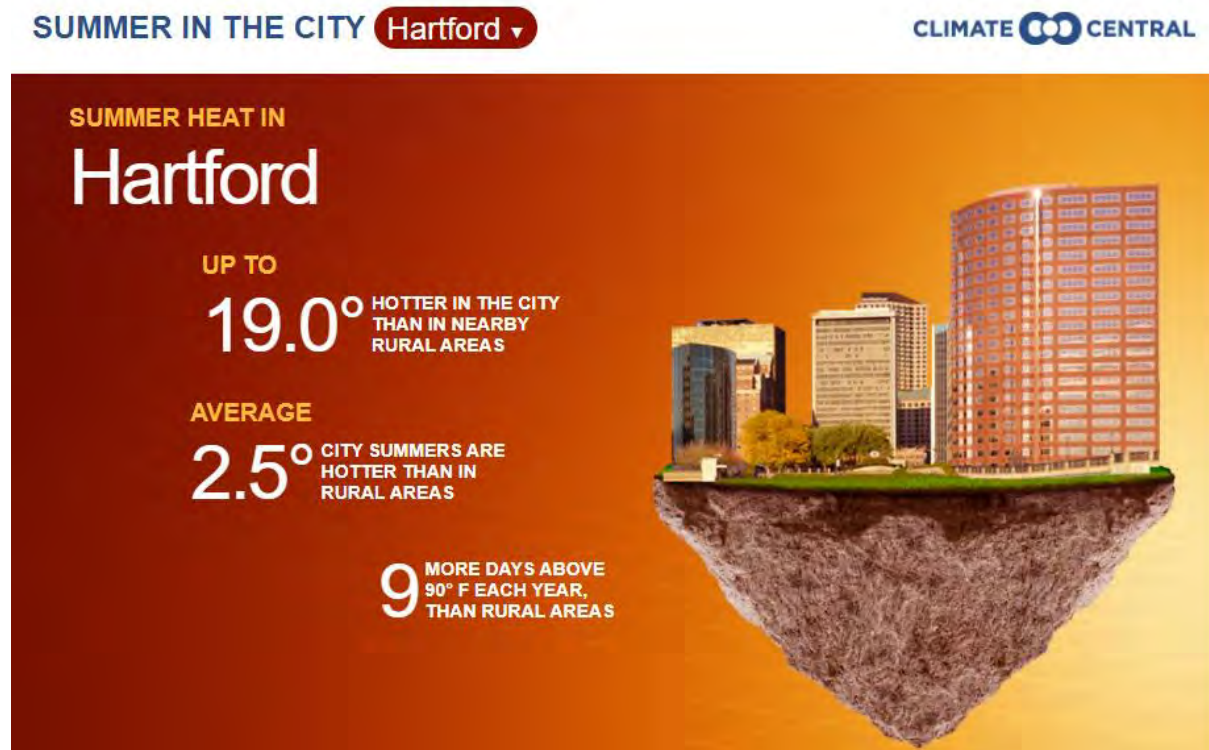 SUMMER IN THE CITY Hartford ▾
CLIMATE CENTRAL
SUMMER HEAT IN
Hartford
UP TO
19.0°
HOTTER IN THE CITY
THAN IN NEARBY
RURAL AREAS
AVERAGE
2.5°
CITY SUMMERS ARE
HOTTER THAN IN
RURAL AREAS
9
MORE DAYS ABOVE
90° F EACH YEAR,
THAN RURAL AREAS